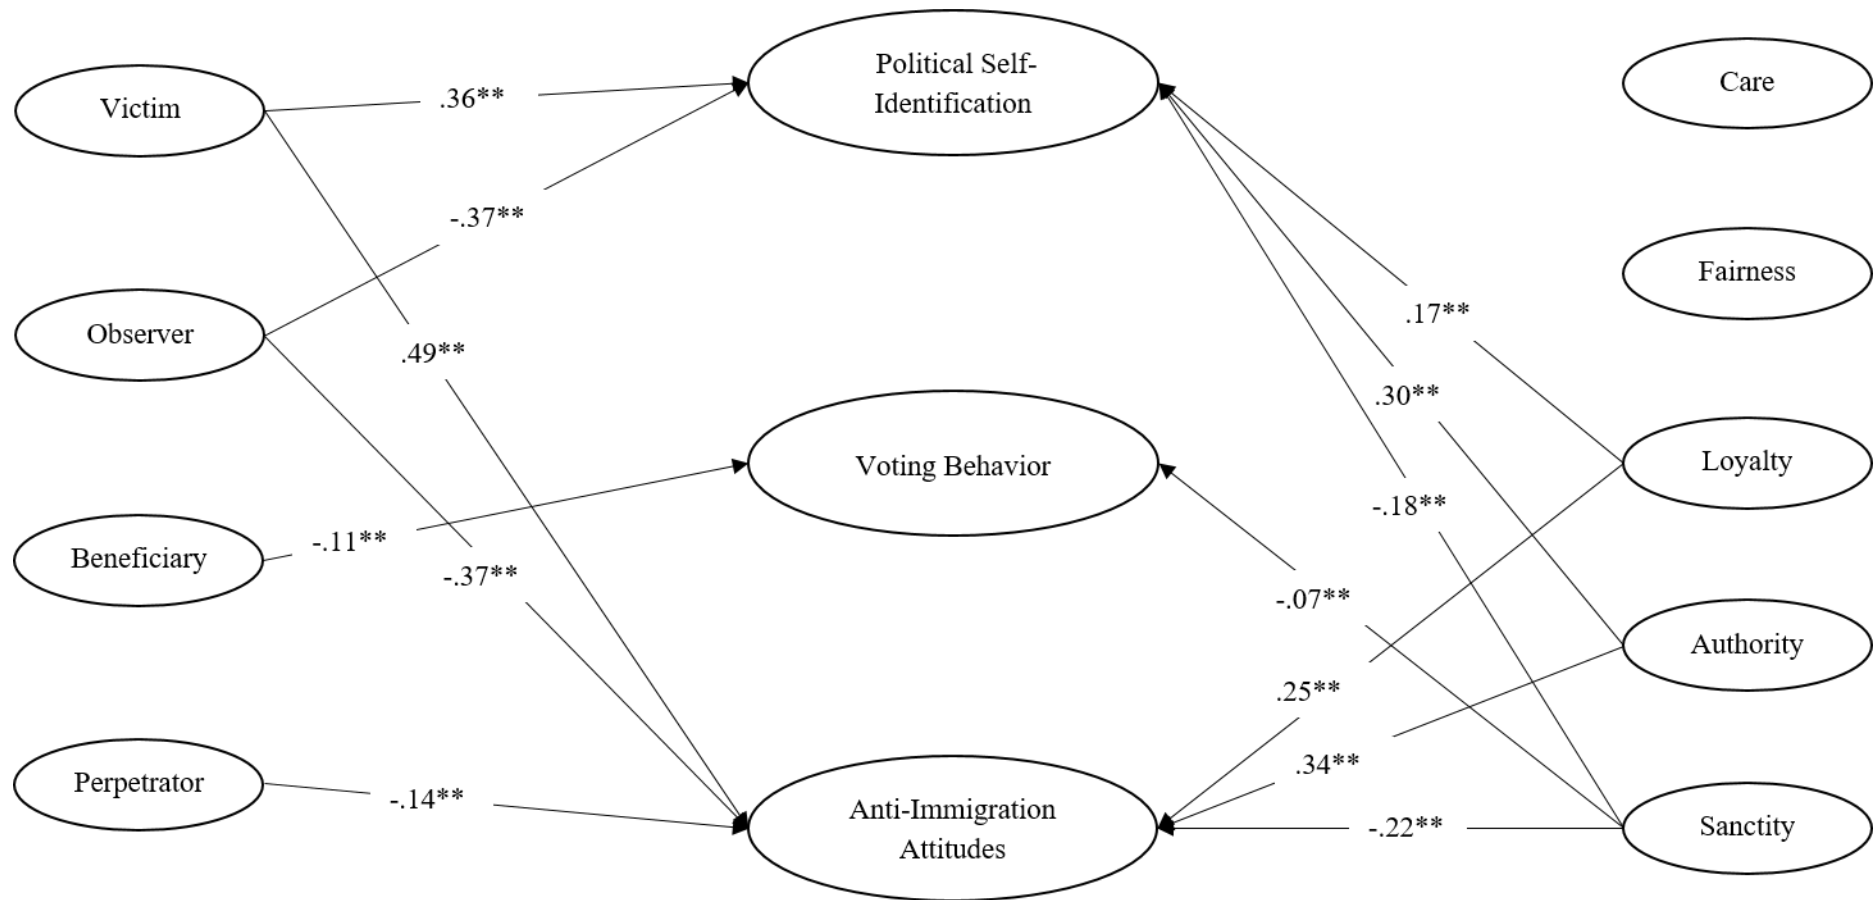 Political Self-
Identification
Care
Victim
.36**
-.37**
Fairness
.17**
Observer
.49**
.30**
Loyalty
Voting Behavior
-.18**
Beneficiary
-.11**
-.37**
-.07**
Authority
.25**
.34**
Perpetrator
-.14**
Anti-Immigration
Attitudes
-.22**
Sanctity